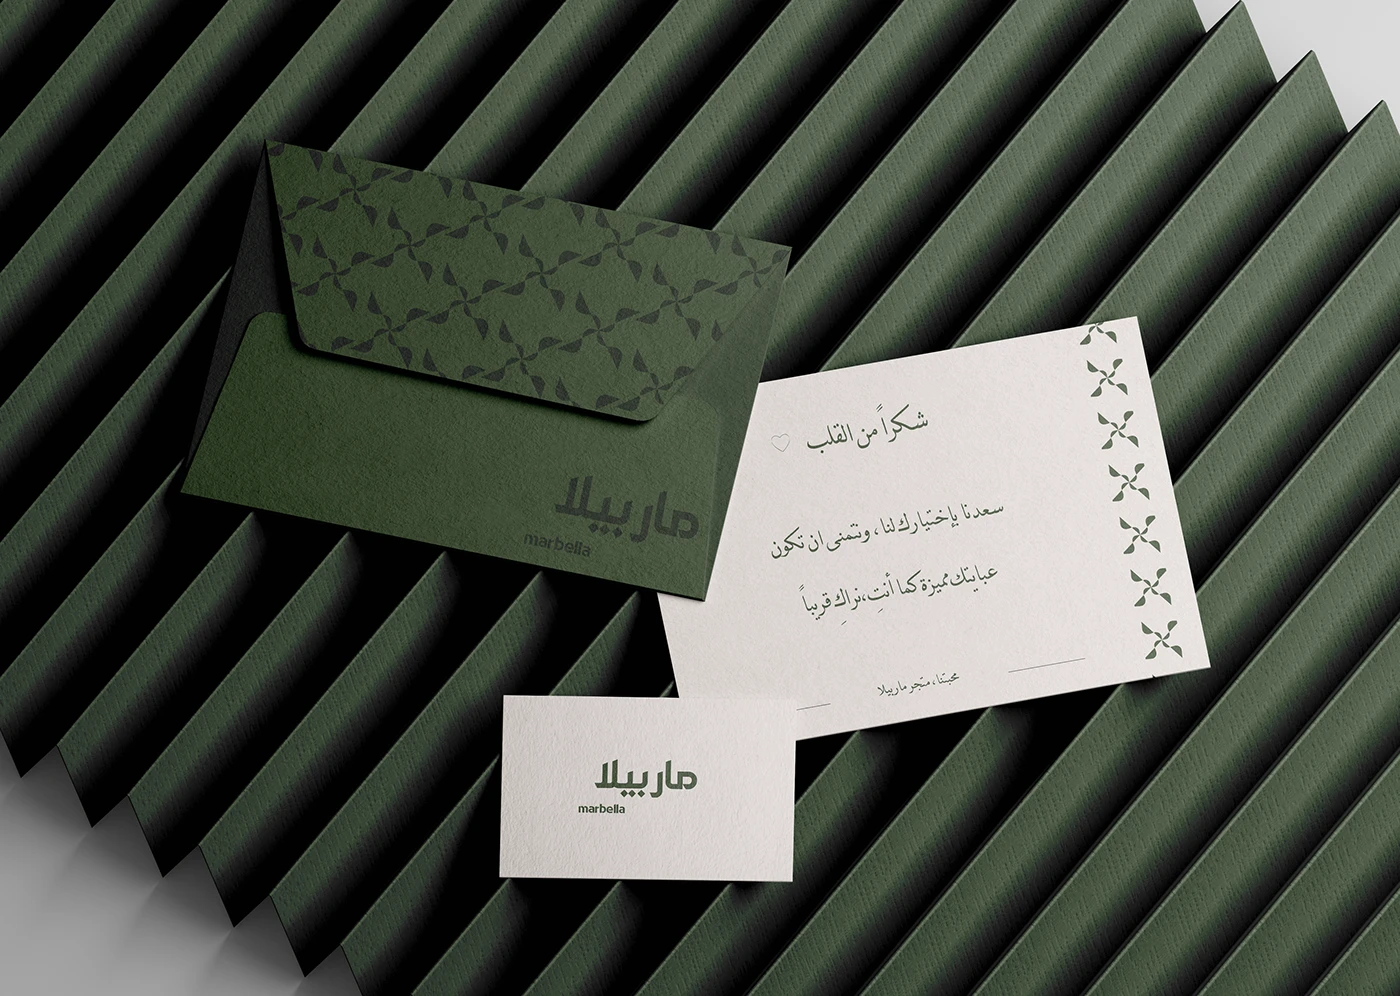 ماربيلا
marbella
شكراً من القلب
سعدنا بإختيارك لنا ، ونتمنى ان تكون
عبايتك مميزة كما أنتِ،نراكِ قريباً
محبتنا ، متجر ماربيلا
ماربيلا
marbella